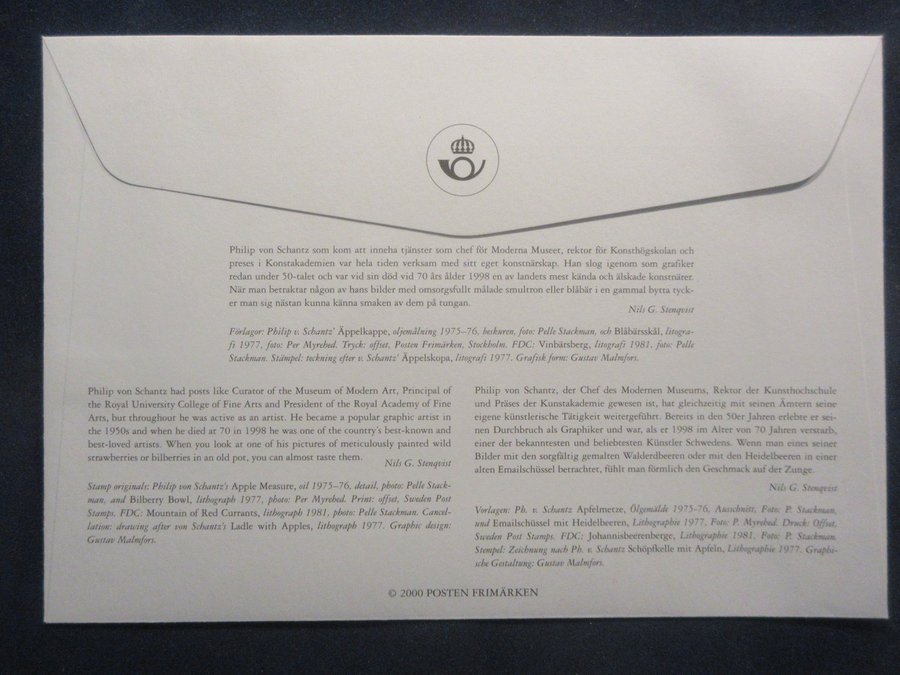 Philip von Schantz som kom att inneha tjänster som chef för Moderna Museet, rektor för Konsthögskolan och
preses i Konstakademien var hela tiden verksam med sitt eget konstnärskap. Han slog igenom som grafiker
redan under 50-talet och var vid sin död vid 70 års ålder 1998 en av landets mest kända och älskade konstnärer.
När man betraktar någon av hans bilder med omsorgsfullt målade smultron eller blåbär i en gammal bytta tyck-
er man sig nästan kunna känna smaken av dem på tungan.
Nils G. Stenqvist
Förlagor: Philip v. Schantz' Äppelkappe, oljemålning 1975–76, beskuren, foto: Pelle Stackman, och Blåbärsskål, litogra-
fi 1977, foto: Per Myrehed. Tryck: offset, Posten Frimärken, Stockholm. FDC: Vinbärsberg, litografi 1981, foto: Pelle
Stackman. Stämpel: teckning efter v. Schantz' Äppelskopa, litografi 1977. Grafisk form: Gustav Malmfors.
Philip von Schantz had posts like Curator of the Museum of Modern Art, Principal of
the Royal University College of Fine Arts and President of the Royal Academy of Fine
Arts, but throughout he was active as an artist. He became a popular graphic artist in
the 1950s and when he died at 70 in 1998 he was one of the country's best-known and
best-loved artists. When you look at one of his pictures of meticulously painted wild
strawberries or bilberries in an old pot, you can almost taste them.
Nils G. Stenqvist
Stamp originals: Philip von Schantz's Apple Measure, oil 1975–76, detail, photo: Pelle Stack-
man, and Bilberry Bowl, lithograph 1977, photo: Per Myrehed. Print: offset, Sweden Post
Stamps. FDC: Mountain of Red Currants, lithograph 1981, photo: Pelle Stackman. Cancel-
lation: drawing after von Schantz's Ladle with Apples, lithograph 1977. Graphic design:
Gustav Malmfors.
Philip von Schantz, der Chef des Modernen Museums, Rektor der Kunsthochschule
und Präses der Kunstakademie gewesen ist, hat gleichzeitig mit seinen Ämtern seine
eigene künstlerische Tätigkeit weitergeführt. Bereits in den 50er Jahren erlebte er sei-
nen Durchbruch als Graphiker und war, als er 1998 im Alter von 70 Jahren verstarb,
einer der bekanntesten und beliebtesten Künstler Schwedens. Wenn man eines seiner
Bilder mit den sorgfältig gemalten Walderdbeeren oder mit den Heidelbeeren in einer
alten Emailschüssel betrachtet, fühlt man förmlich den Geschmack auf der Zunge.
Nils G. Stenqvist
Vorlagen: Ph. v. Schantz Apfelmetze, Ölgemälde 1975-76, Ausschnitt, Foto: P. Stackman,
und Emailschüssel mit Heidelbeeren, Lithographie 1977, Foto: P. Myrehed. Druck: Offset,
Sweden Post Stamps. FDC: Johannisbeerenberge, Lithographie 1981, Foto: P. Stackman.
Stempel: Zeichnung nach Ph. v. Schantz Schöpfkelle mit Äpfeln, Lithographie 1977. Graphi-
sche Gestaltung: Gustav Malmfors.
© 2000 POSTEN FRIMÄRKEN